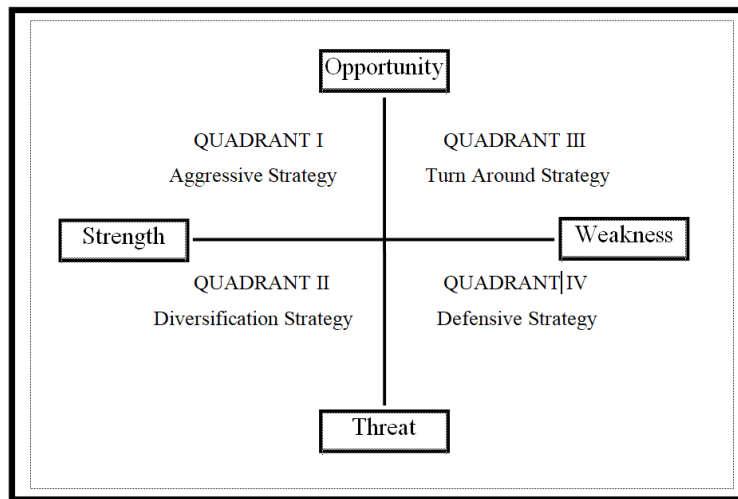 Opportunity
QUADRANT I
Aggressive Strategy
QUADRANT III
Turn Around Strategy
Strength
Weakness
QUADRANT II
Diversification Strategy
QUADRANT IV
Defensive Strategy
Threat